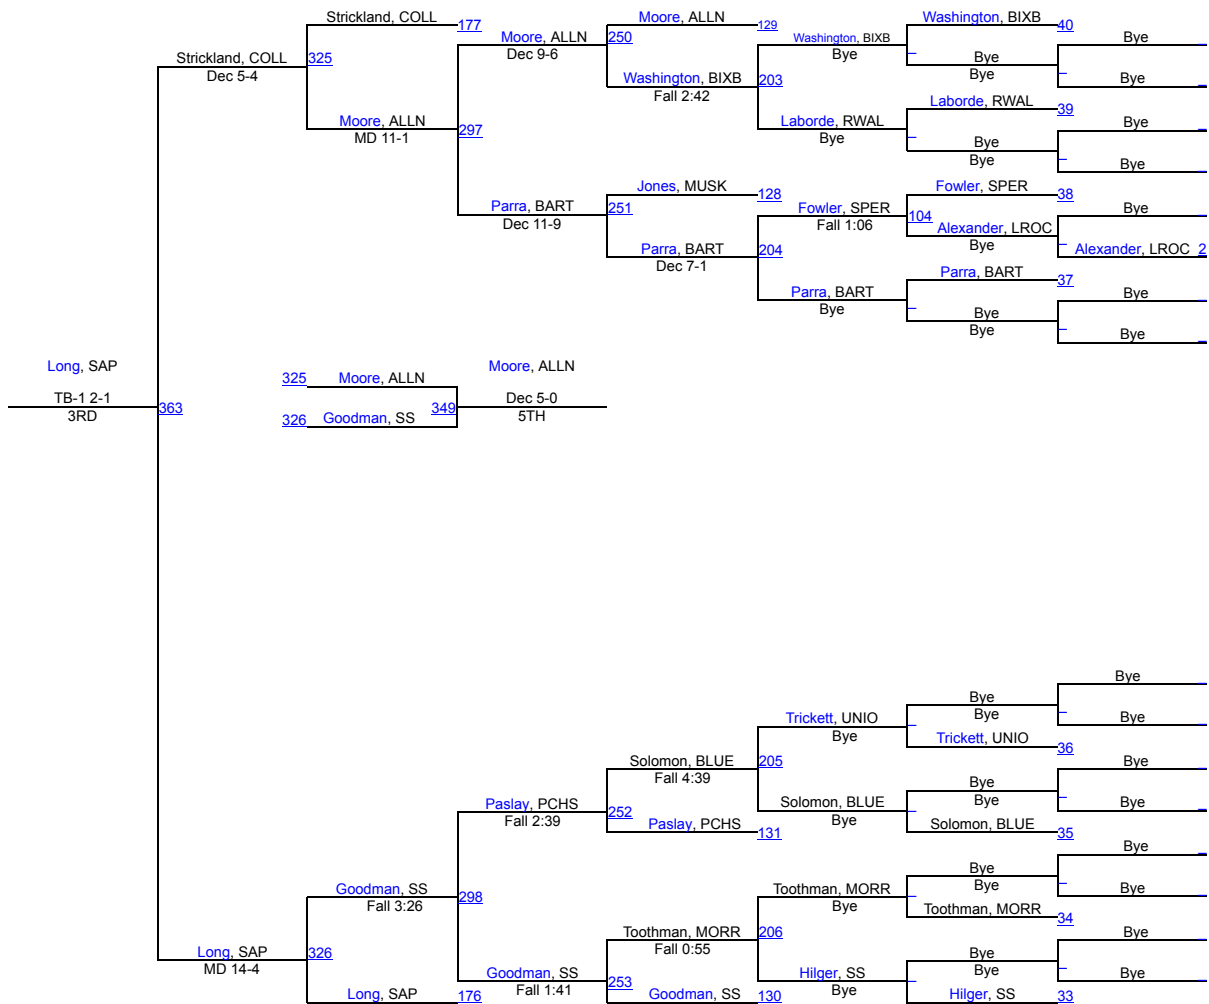 Strickland, COLL 177 Moore, ALLN 129 Washington, BIXB 40
Moore, ALLN 250 Washington, BIXB Bye
Dec 9-6 Bye
Strickland, COLL 325 Bye
Dec 5-4 Washington, BIXB 203 Bye Bye
Fall 2:42
Laborde, RWAL 39
Moore, ALLN 297 Laborde, RWAL Bye
MD 11-1 Bye Bye
Bye Bye
Jones, MUSK 128 Fowler, SPER 38
Parra, BART 251 Fowler, SPER 104 Bye
Dec 11-9 Fall 1:06 Alexander, LROC
Parra, BART 204 Bye Alexander, LROC 2
Dec 7-1 Parra, BART 37
Parra, BART Bye
Bye Bye
Bye Bye
Long, SAP Moore, ALLN
325 Moore, ALLN
TB-1 2-1 363 349 Dec 5-0
3RD 326 Goodman, SS 5TH
Bye
Bye
Trickett, UNIO Bye Bye
Bye Trickett, UNIO 36
Solomon, BLUE 205 Bye
Fall 4:39 Bye
Paslay, PCHS 252 Solomon, BLUE Bye Bye
Fall 2:39 Paslay, PCHS 131 Bye Solomon, BLUE 35
Bye
Goodman, SS 298 Toothman, MORR Bye
Fall 3:26 Bye Bye Bye
Toothman, MORR 34
Long, SAP 326 Toothman, MORR 206 Bye
MD 14-4 Fall 0:55 Bye
Goodman, SS 253 Hilger, SS Bye Bye
Long, SAP 176 Fall 1:41 Goodman, SS 130 Bye Hilger, SS 33